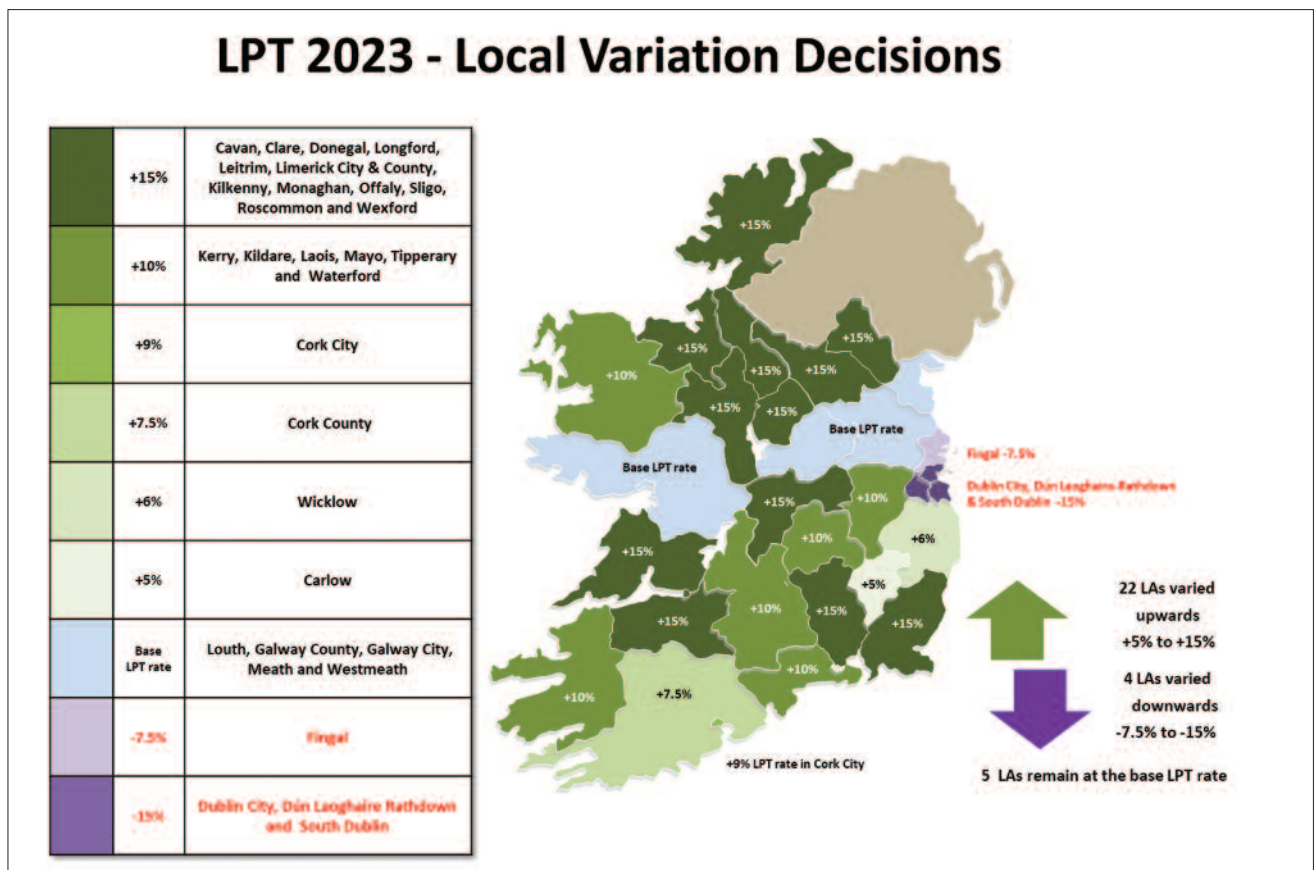 LPT 2023 - Local Variation Decisions
+15%
Cavan, Clare, Donegal, Longford,
Leitrim, Limerick City & County,
Kilkenny, Monaghan, Offaly, Sligo,
Roscommon and Wexford
+10%
Kerry, Kildare, Laois, Mayo, Tipperary
and Waterford
+9%
Cork City
+7.5%
Cork County
+6%
Wicklow
+5%
Carlow
Base
LPT rate
Louth, Galway County, Galway City,
Meath and Westmeath
-7.5%
Fingal
-15%
Dublin City, Dún Laoghaire Rathdown
and South Dublin
+15%
+15%
+15%
+10%
+15%
+15%
+15%
+15%
Base LPT rate
Base LPT rate
Fingal -7.5%
Dublin City, Dún Laoghaire-Rathdown
& South Dublin -15%
+15%
+10%
+10%
+6%
+15%
+5%
+10%
+15%
+15%
+15%
+10%
+10%
+7.5%
+9% LPT rate in Cork City
22 LAs varied
upwards
+5% to +15%
4 LAs varied
downwards
-7.5% to -15%
5 LAs remain at the base LPT rate